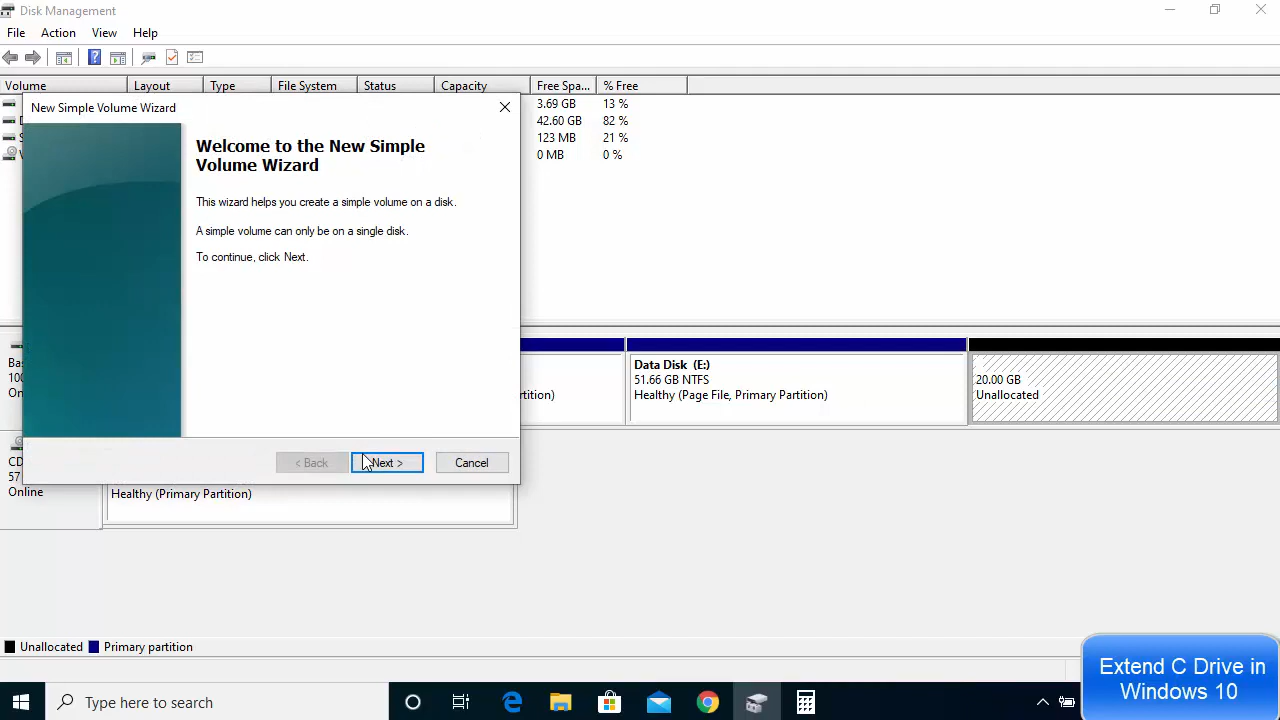 Disk Management
File Action View Help
Volume Layout Type File System Status Capacity Free Spa... % Free
3.69 GB 13 %
42.60 GB 82 %
123 MB 21 %
0 MB 0 %
New Simple Volume Wizard
Welcome to the New Simple
Volume Wizard
This wizard helps you create a simple volume on a disk.
A simple volume can only be on a single disk.
To continue, click Next.
< Back Next > Cancel
Data Disk (E:)
51.66 GB NTFS
Healthy (Page File, Primary Partition)
20.00 GB
Unallocated
Online
Healthy (Primary Partition)
Unallocated Primary partition
Type here to search
Extend C Drive in
Windows 10